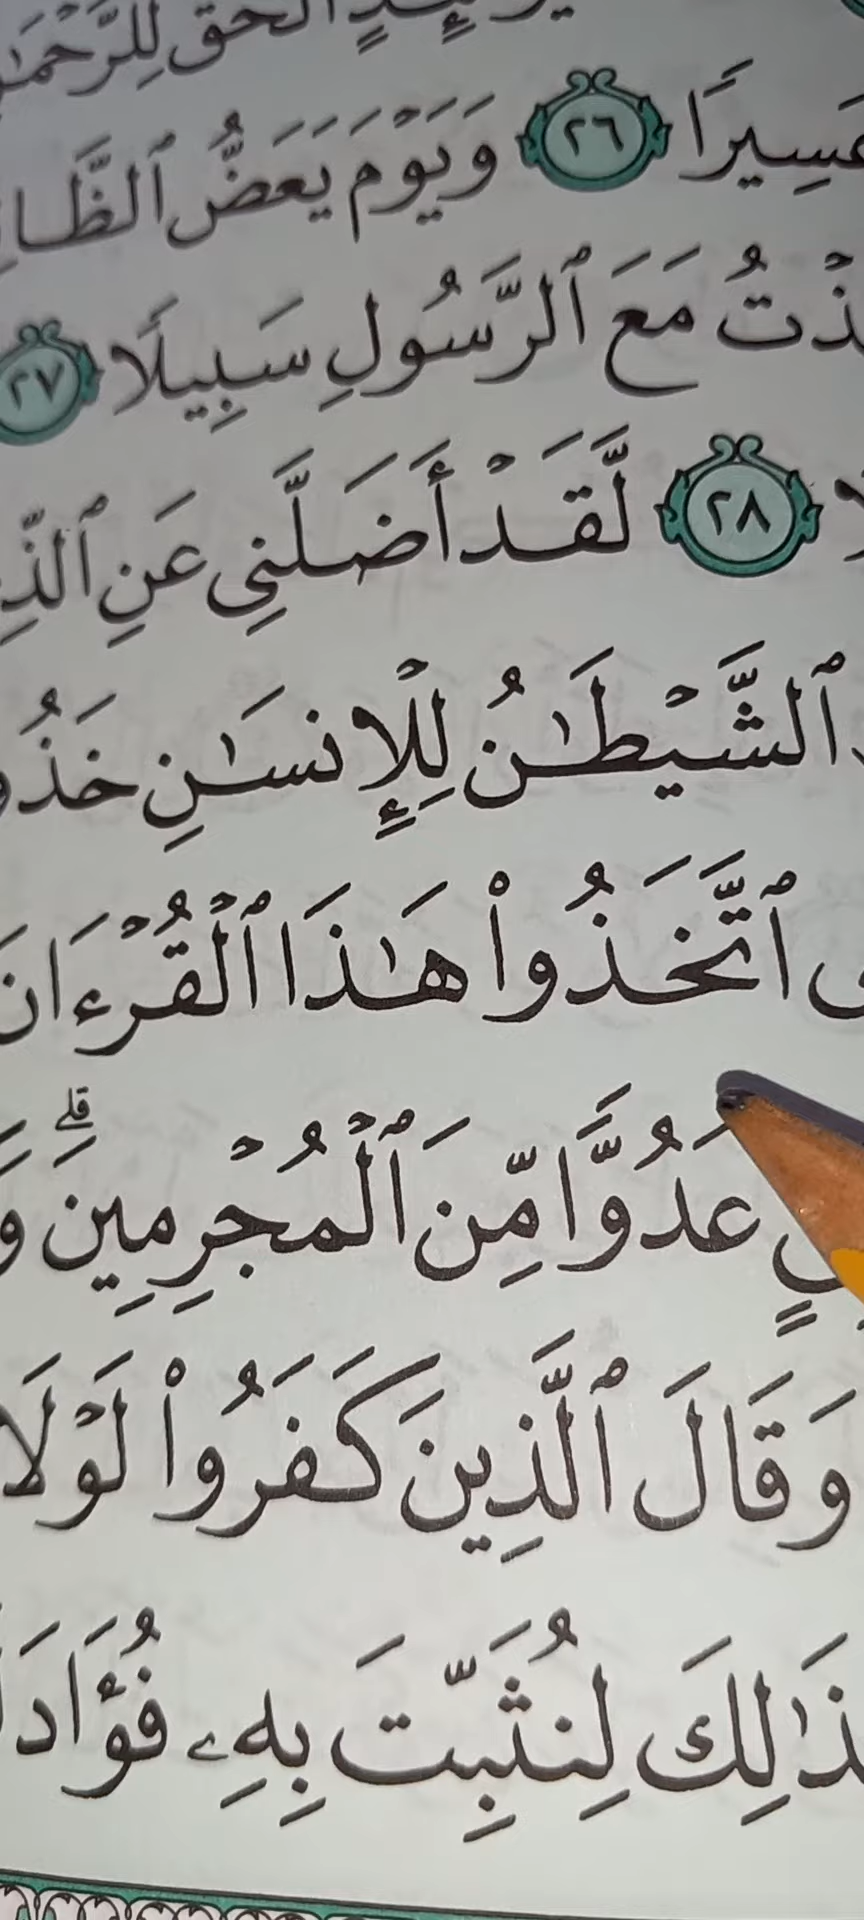 ٱلۡحَقُّ لِلرَّحۡمَٰ
عَسِيرٗا ٢٦ وَيَوۡمَ يَعَضُّ ٱلظَّا
ذۡتُ مَعَ ٱلرَّسُولِ سَبِيلٗا ٢٧
٢٨ لَّقَدۡ أَضَلَّنِي عَنِ ٱلذِّ
ٱلشَّيۡطَٰنُ لِلۡإِنسَٰنِ خَذُو
ٱتَّخَذُواْ هَٰذَا ٱلۡقُرۡءَانَ
عَدُوّٗا مِّنَ ٱلۡمُجۡرِمِينَۗ وَ
وَقَالَ ٱلَّذِينَ كَفَرُواْ لَوۡلَا
ذَٰلِكَ لِنُثَبِّتَ بِهِۦ فُؤَادَ